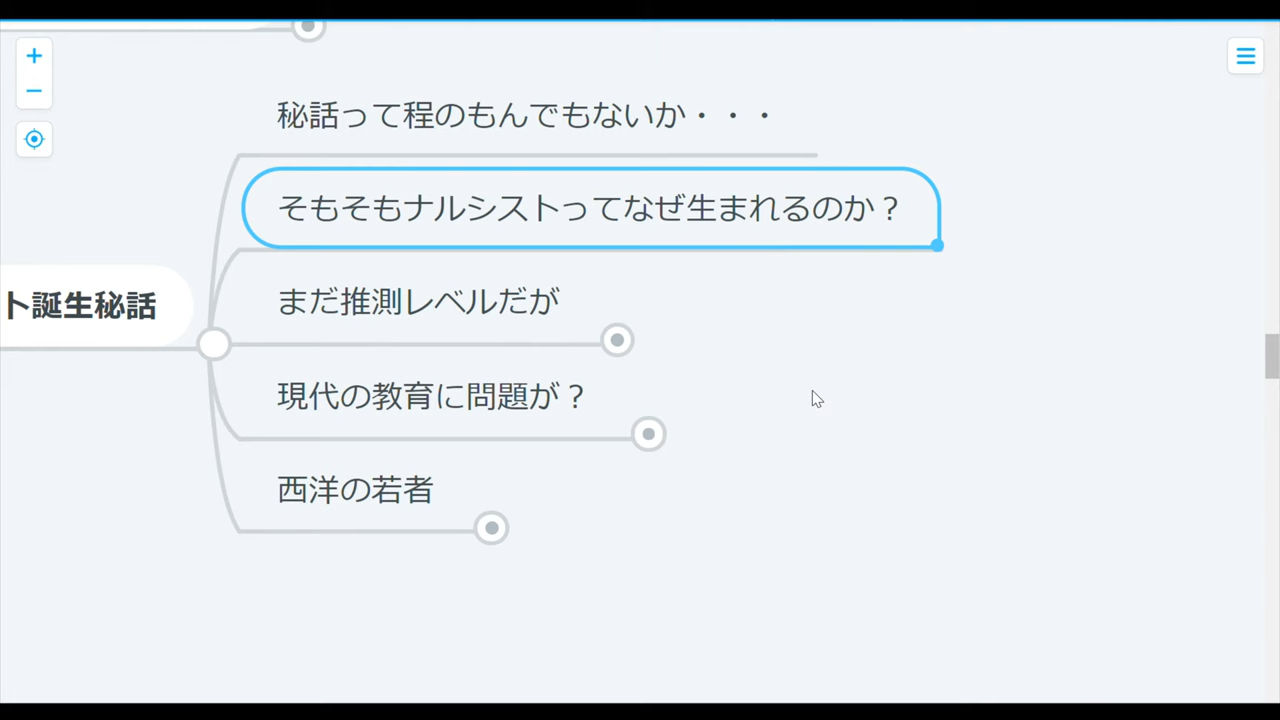 秘話って程のもんでもないか・・・
そもそもナルシストってなぜ生まれるのか？
ト誕生秘話
まだ推測レベルだが
現代の教育に問題が？
西洋の若者